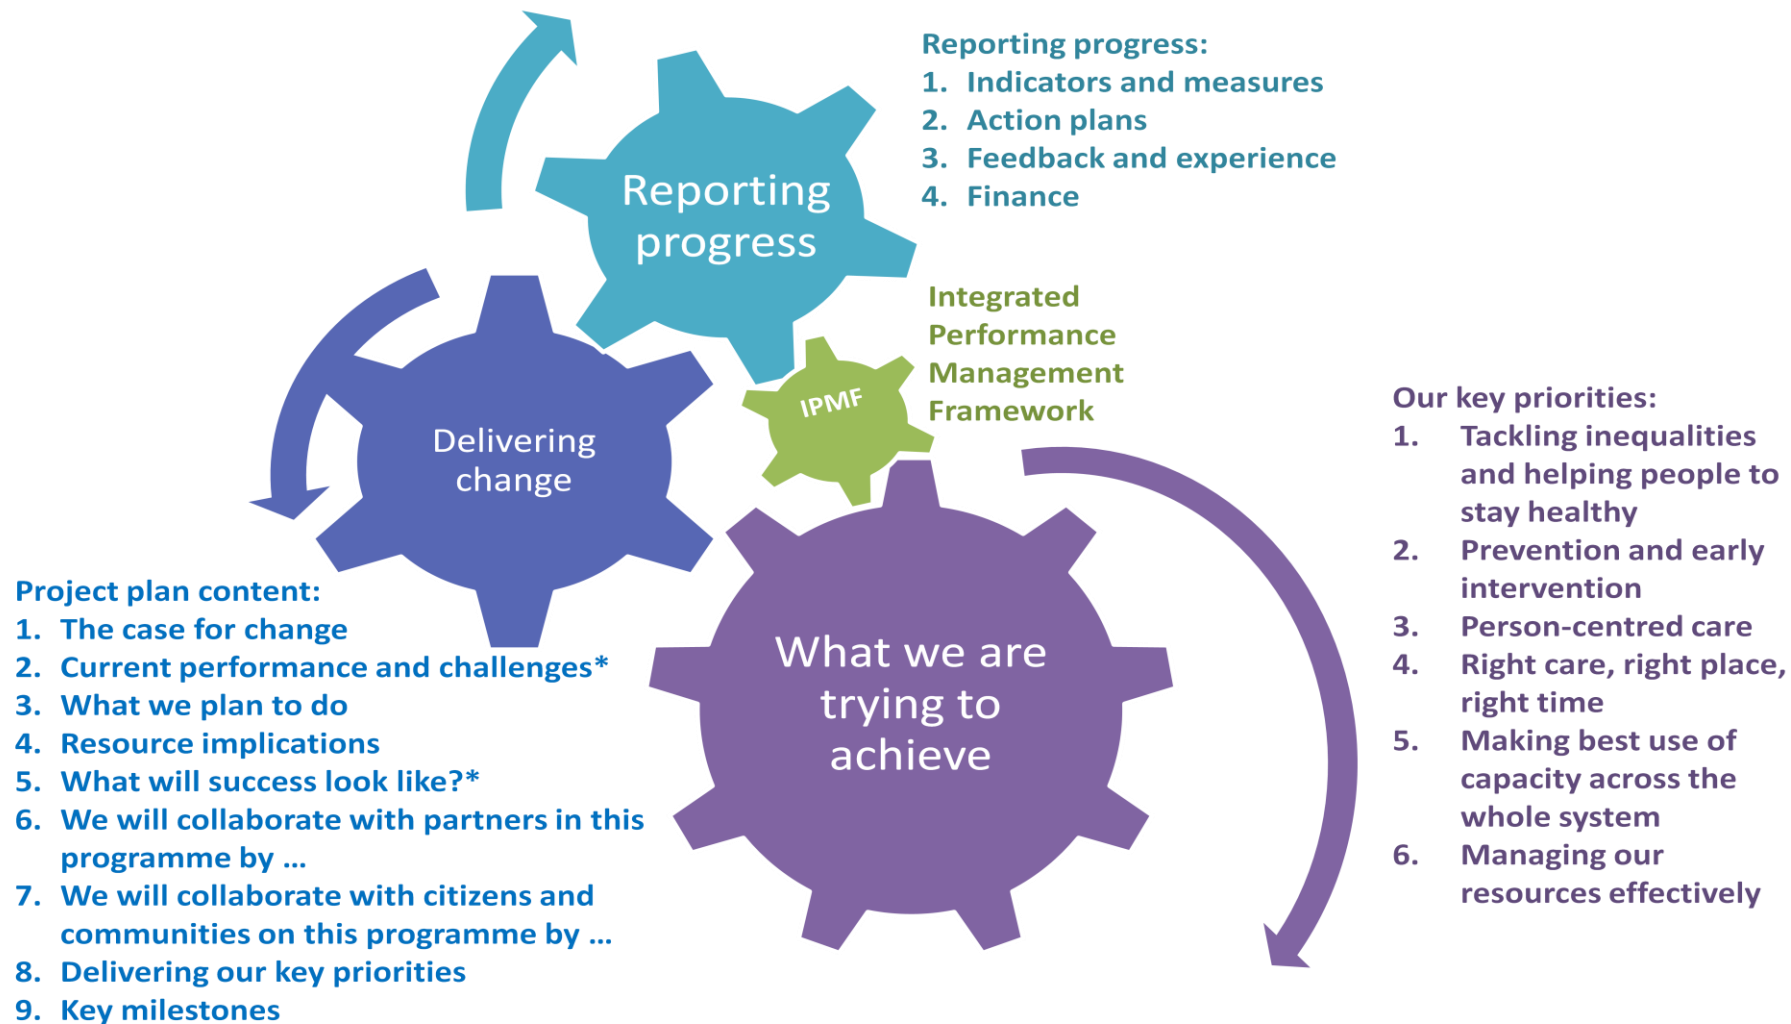 Reporting progress:
1. Indicators and measures
2. Action plans
3. Feedback and experience
4. Finance
Reporting
progress
Integrated
Performance
Management
Framework
IPMF
Delivering
change
Our key priorities:
1. Tackling inequalities
and helping people to
stay healthy
2. Prevention and early
intervention
3. Person-centred care
4. Right care, right place,
right time
5. Making best use of
capacity across the
whole system
6. Managing our
resources effectively
What we are
trying to
achieve
Project plan content:
1. The case for change
2. Current performance and challenges*
3. What we plan to do
4. Resource implications
5. What will success look like?*
6. We will collaborate with partners in this
programme by ...
7. We will collaborate with citizens and
communities on this programme by ...
8. Delivering our key priorities
9. Key milestones